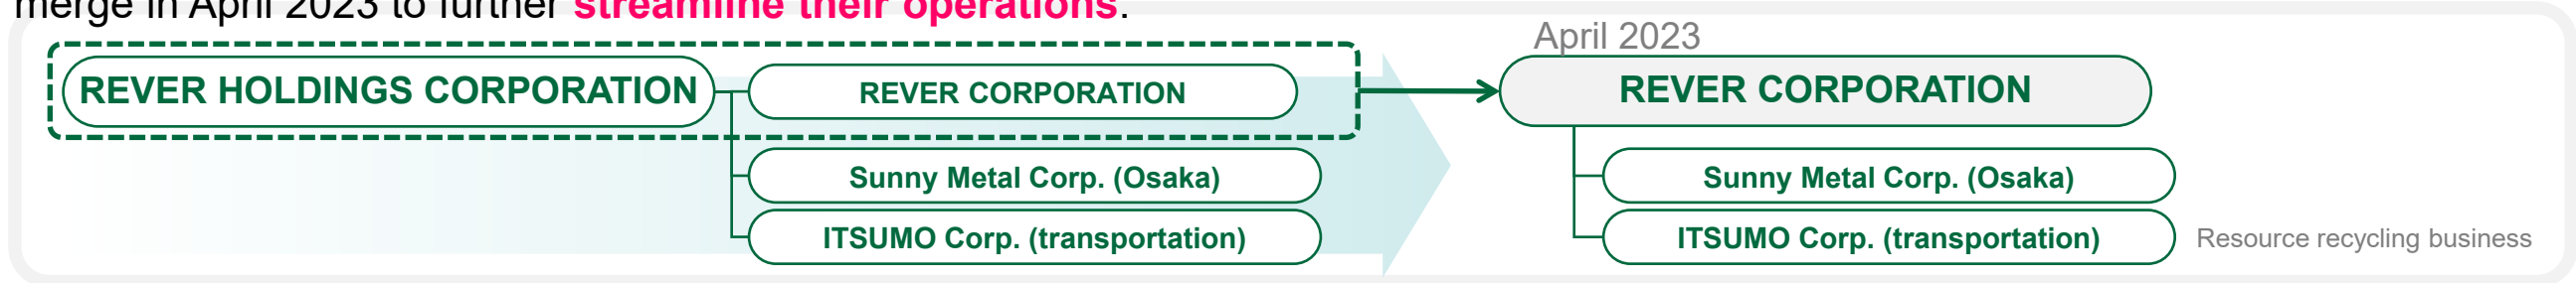 merge in April 2023 to further streamline their operations.
April 2023
REVER HOLDINGS CORPORATION
REVER CORPORATION
REVER CORPORATION
Sunny Metal Corp. (Osaka)
Sunny Metal Corp. (Osaka)
ITSUMO Corp. (transportation)
ITSUMO Corp. (transportation)
Resource recycling business